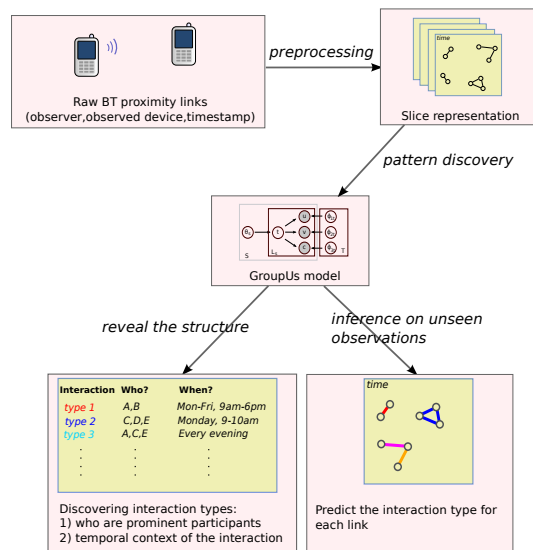 preprocessing
Raw BT proximity links
(observer,observed device,timestamp)
time
Slice representation
pattern discovery
u
θs
t
v
c
S
Ls
T
GroupUs model
reveal the structure
inference on unseen
observations
Interaction Who? When?
type 1 A,B Mon-Fri, 9am-6pm
type 2 C,D,E Monday, 9-10am
type 3 A,C,E Every evening
. . .
. . .
. . .
. . .
Discovering interaction types:
1) who are prominent participants
2) temporal context of the interaction
time
Predict the interaction type for
each link